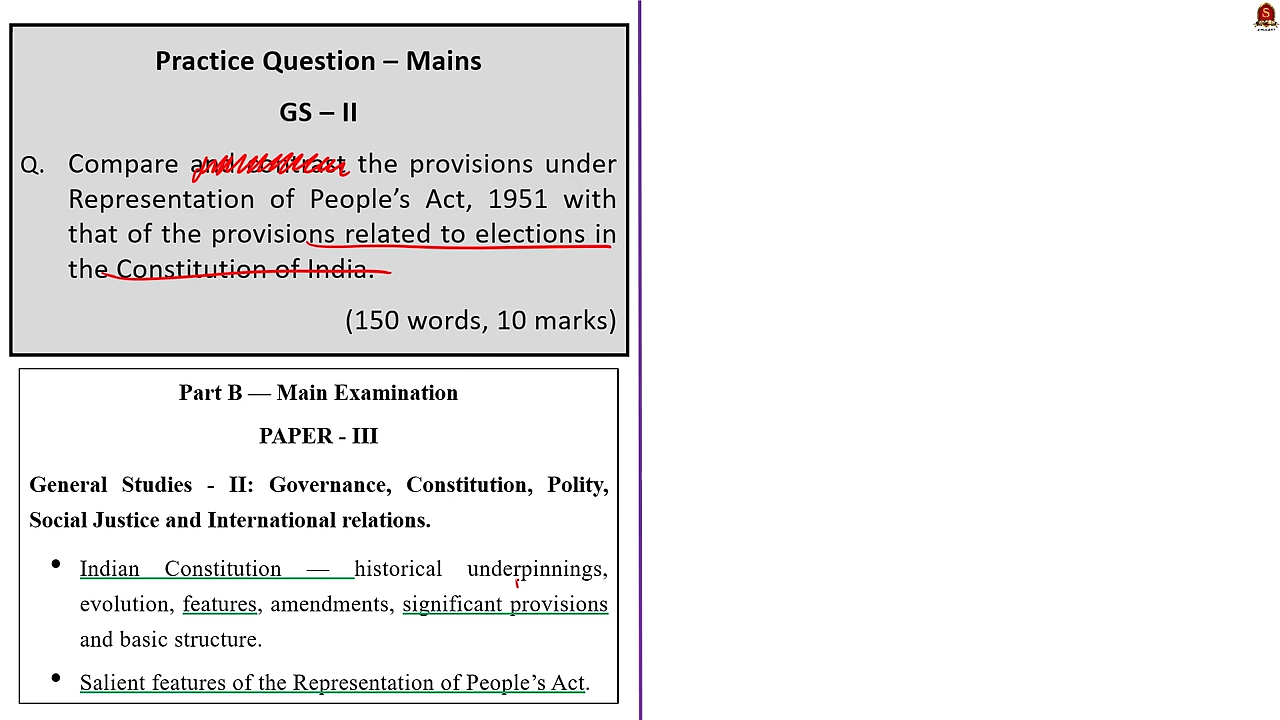 Practice Question – Mains
GS – II
Q. Compare and contrast the provisions under
Representation of People’s Act, 1951 with
that of the provisions related to elections in
the Constitution of India.
(150 words, 10 marks)
Part B — Main Examination
PAPER - III
General Studies - II: Governance, Constitution, Polity,
Social Justice and International relations.
• Indian Constitution — historical underpinnings,
evolution, features, amendments, significant provisions
and basic structure.
• Salient features of the Representation of People’s Act.
S